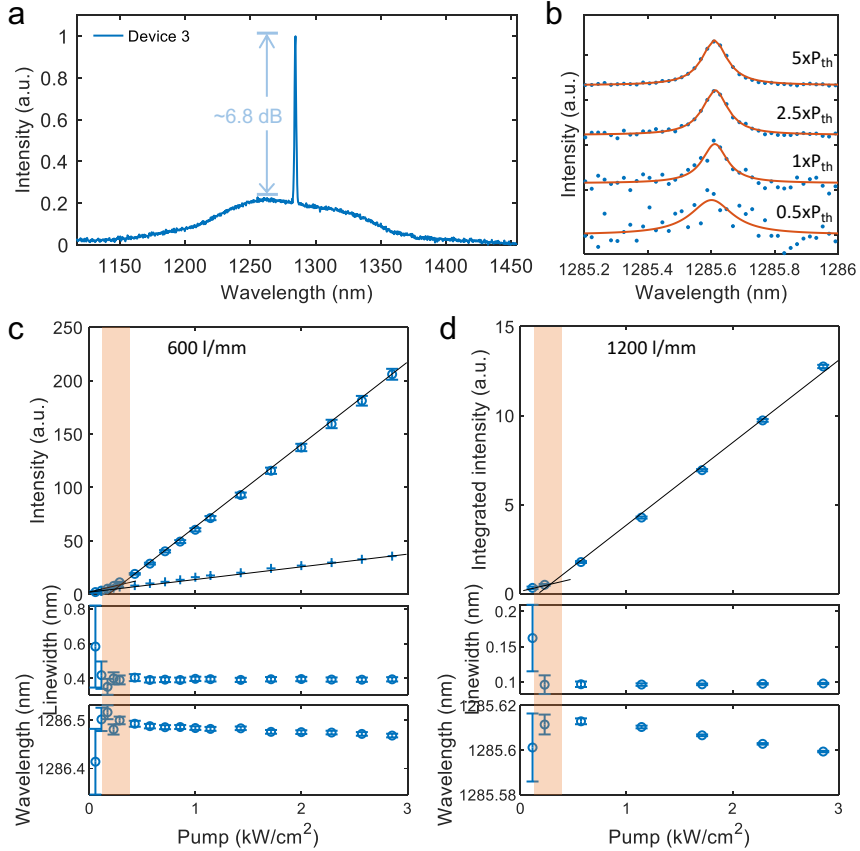 a
Device 3
~6.8 dB
1
0.8
0.6
0.4
0.2
0
Intensity (a.u.)
1150 1200 1250 1300 1350 1400 1450
Wavelength (nm)
b
5xPth
2.5xPth
1xPth
0.5xPth
Intensity (a.u.)
1285.2 1285.4 1285.6 1285.8 1286
Wavelength (nm)
c
600 l/mm
250
200
150
100
50
0
Intensity (a.u.)
0.8
0.6
0.4
Linewidth (nm)
1286.5
1286.4
Wavelength (nm)
0 1 2 3
Pump (kW/cm2)
d
1200 l/mm
15
10
5
0
Integrated intensity (a.u.)
0.2
0.15
0.1
Linewidth (nm)
1285.62
1285.6
1285.58
Wavelength (nm)
0 1 2 3
Pump (kW/cm2)